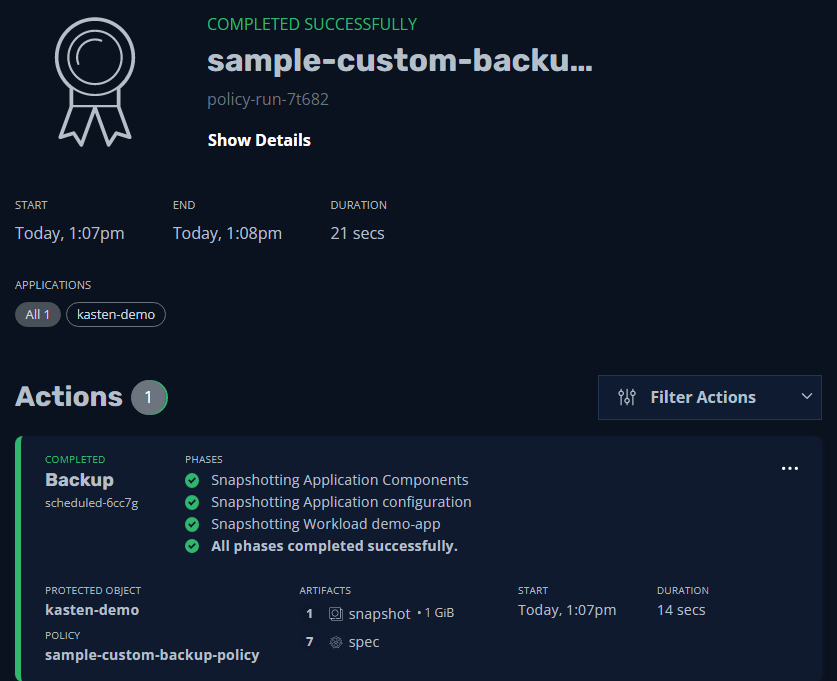 COMPLETED SUCCESSFULLY
sample-custom-backu...
policy-run-7t682
Show Details
START
END
DURATION
Today, 1:07pm
Today, 1:08pm
21 secs
APPLICATIONS
All 1
kasten-demo
Actions 1
Filter Actions
COMPLETED
Backup
scheduled-6cc7g
PHASES
Snapshotting Application Components
Snapshotting Application configuration
Snapshotting Workload demo-app
All phases completed successfully.
PROTECTED OBJECT
kasten-demo
POLICY
sample-custom-backup-policy
ARTIFACTS
1 snapshot • 1 GiB
7 spec
START
Today, 1:07pm
DURATION
14 secs